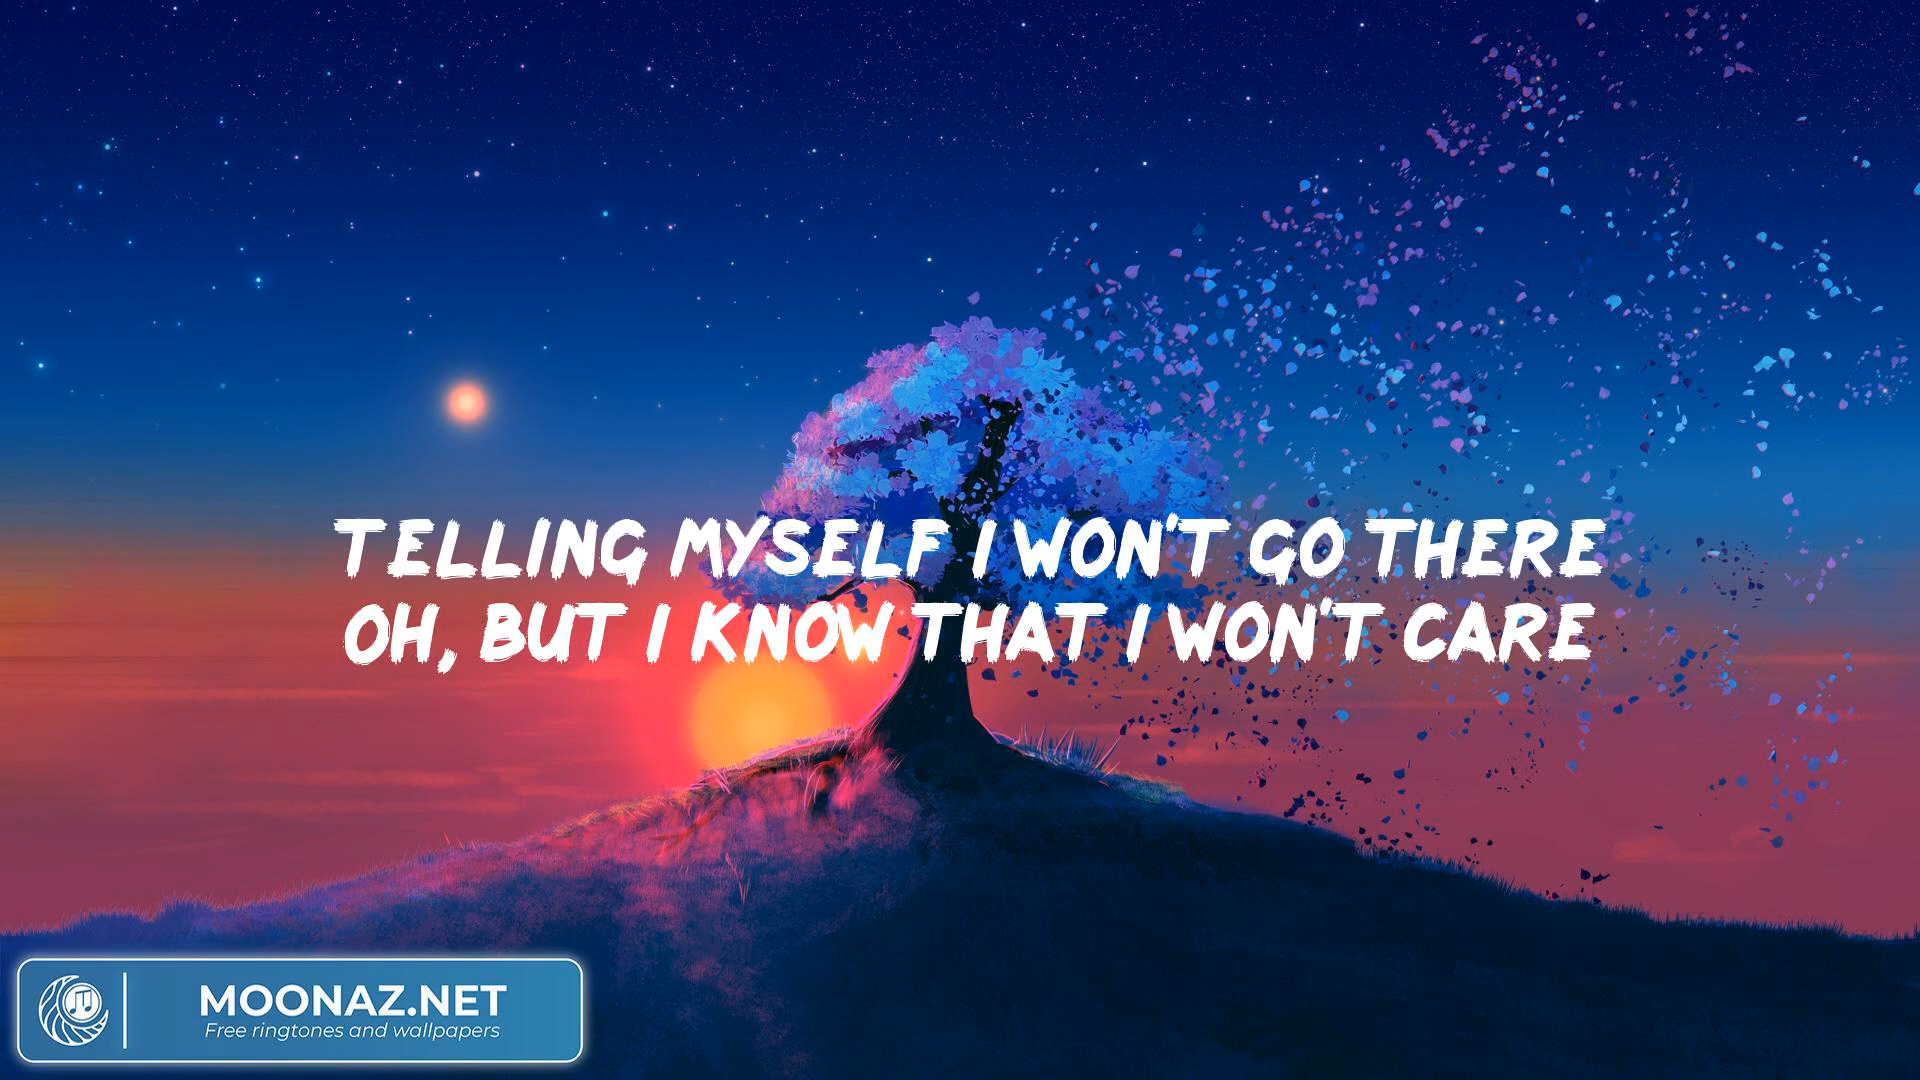 TELLING MYSELF I WON'T GO THERE
OH, BUT I KNOW THAT I WON'T CARE
MOONAZ.NET
Free ringtones and wallpapers